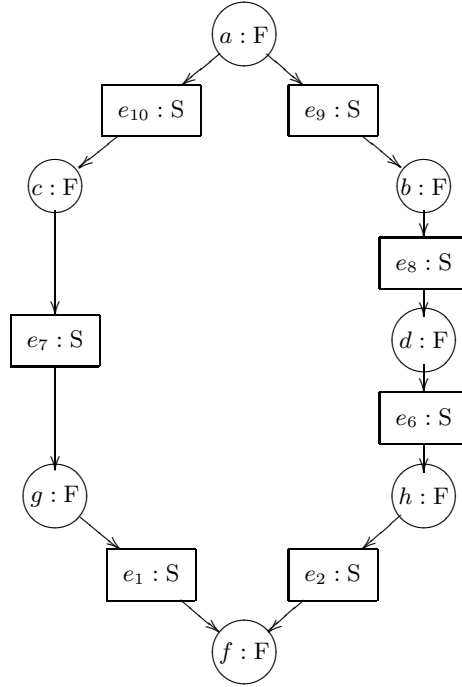 a : F
e₁₀ : S
e₉ : S
c : F
b : F
e₈ : S
e₇ : S
d : F
e₆ : S
g : F
h : F
e₁ : S
e₂ : S
f : F